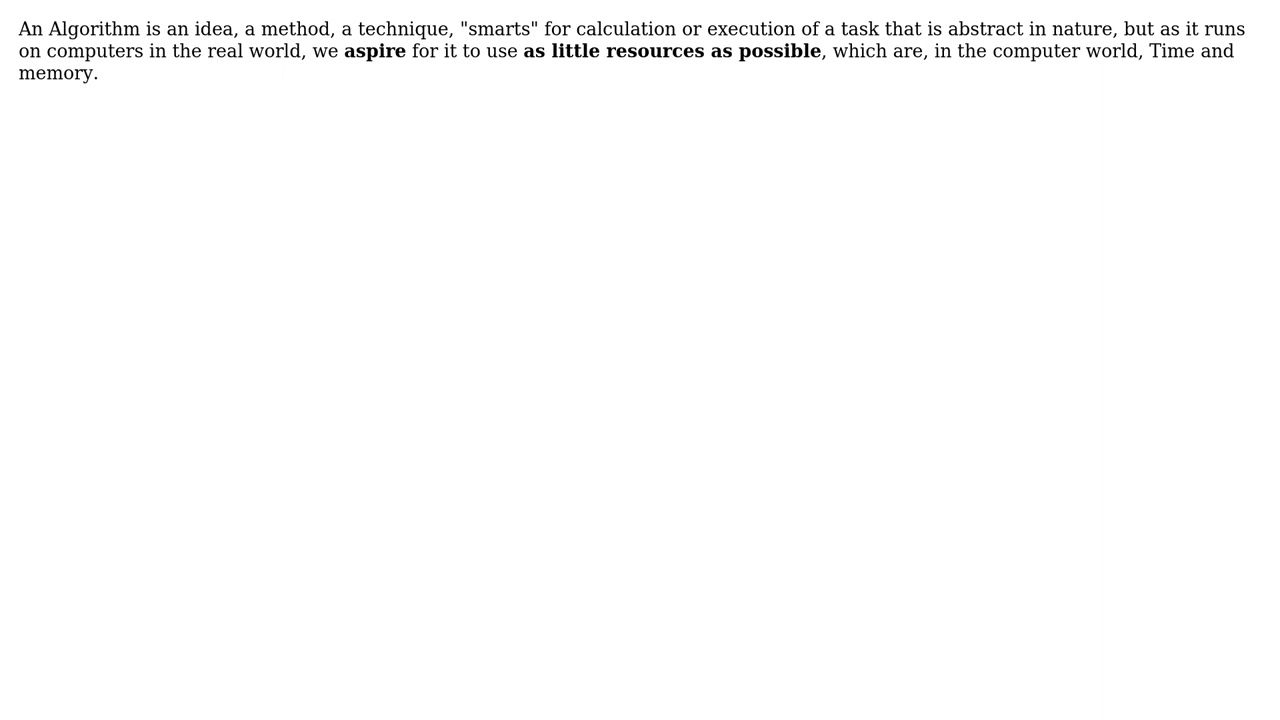 An Algorithm is an idea, a method, a technique, "smarts" for calculation or execution of a task that is abstract in nature, but as it runs
on computers in the real world, we aspire for it to use as little resources as possible, which are, in the computer world, Time and
memory.